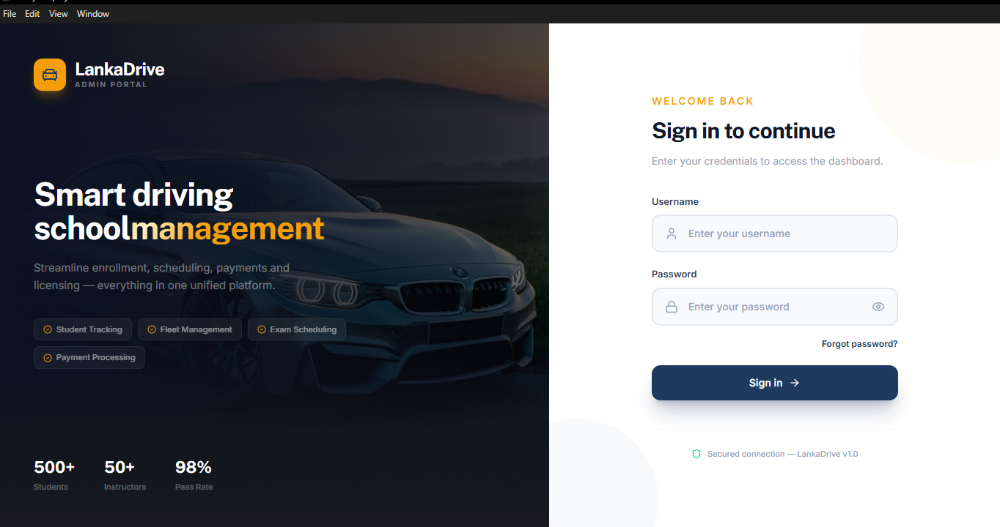 File Edit View Window
LankaDrive
ADMIN PORTAL
Smart driving
schoolmanagement
Streamline enrollment, scheduling, payments and
licensing — everything in one unified platform.
Student Tracking
Fleet Management
Exam Scheduling
Payment Processing
500+
Students
50+
Instructors
98%
Pass Rate
WELCOME BACK
Sign in to continue
Enter your credentials to access the dashboard.
Username
Enter your username
Password
Enter your password
Forgot password?
Sign in
Secured connection — LankaDrive v1.0